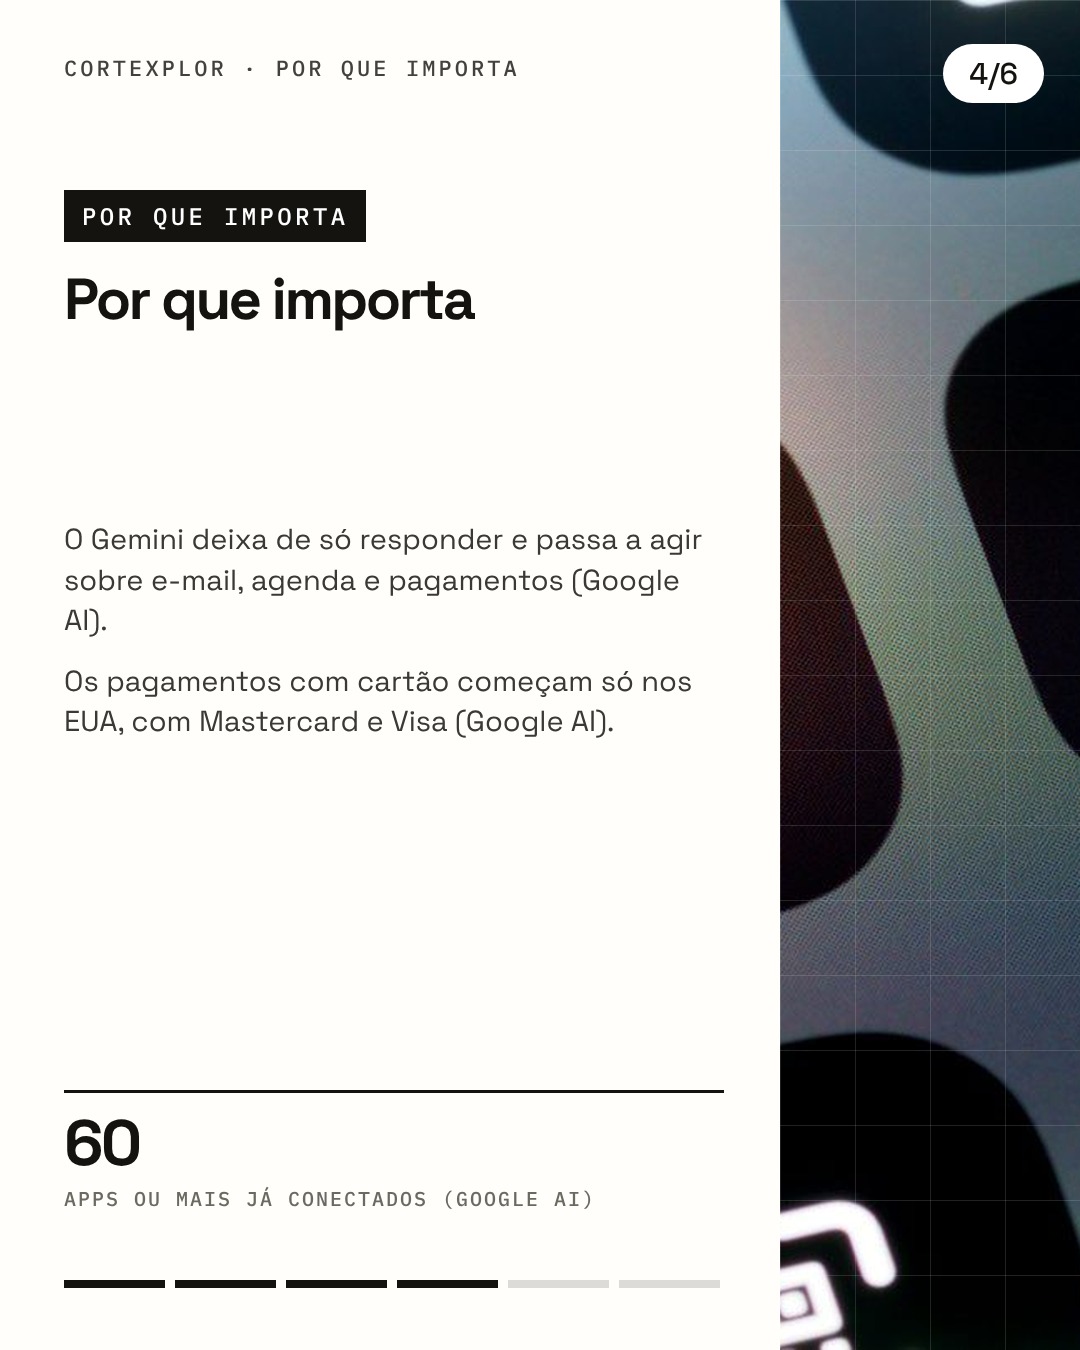 CORTEXPLOR · POR QUE IMPORTA
4/6
POR QUE IMPORTA
Por que importa
O Gemini deixa de só responder e passa a agir
sobre e-mail, agenda e pagamentos (Google
AI).
Os pagamentos com cartão começam só nos
EUA, com Mastercard e Visa (Google AI).
60
APPS OU MAIS JÁ CONECTADOS (GOOGLE AI)